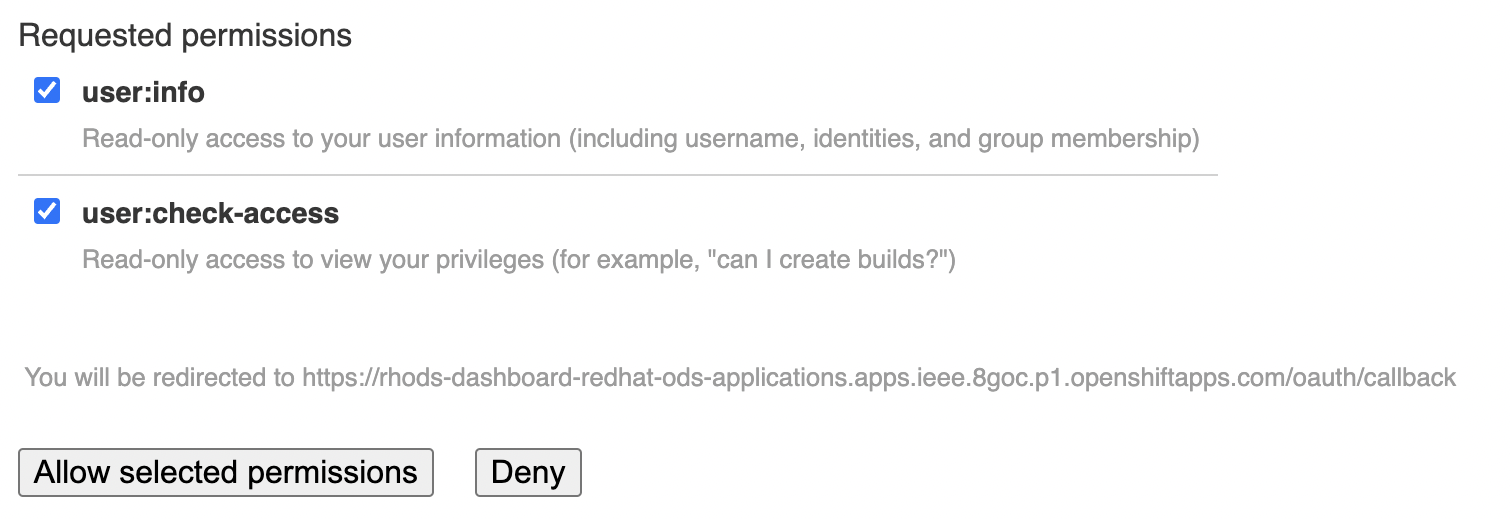 Requested permissions
user:info
Read-only access to your user information (including username, identities, and group membership)
user:check-access
Read-only access to view your privileges (for example, "can I create builds?")
You will be redirected to https://rhods-dashboard-redhat-ods-applications.apps.ieee.8goc.p1.openshiftapps.com/oauth/callback
Allow selected permissions Deny